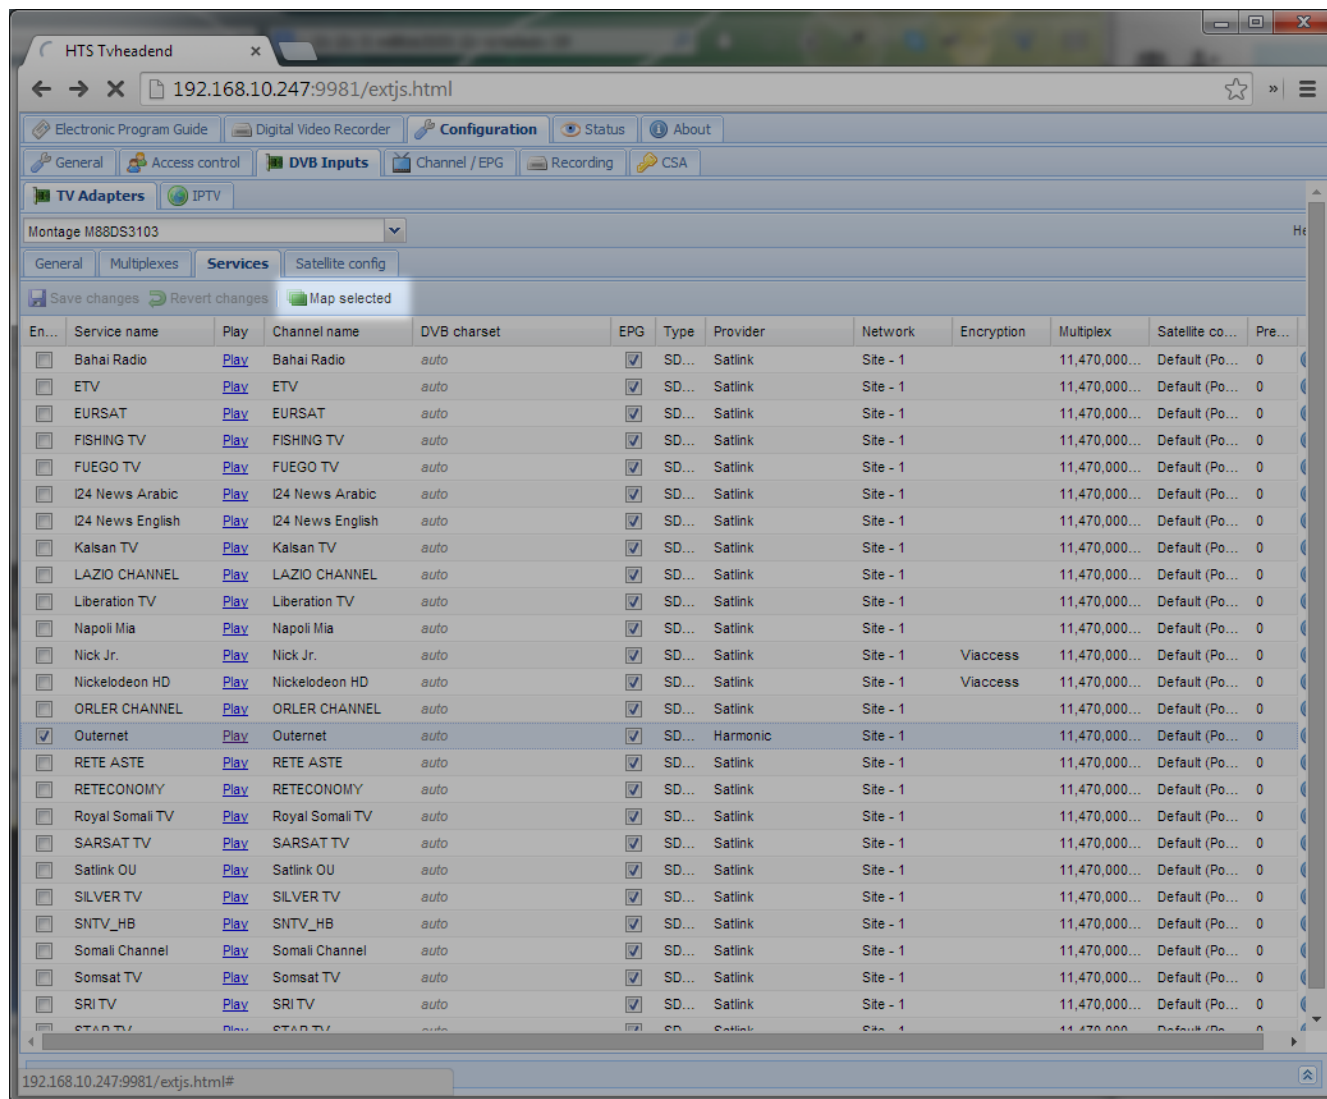 HTS Tvheadend
192.168.10.247:9981/extjs.html
Electronic Program Guide Digital Video Recorder Configuration Status About
General Access control DVB Inputs Channel / EPG Recording CSA
TV Adapters IPTV
Montage M88DS3103 He
General Multiplexes Services Satellite config
Save changes Revert changes Map selected
En... Service name Play Channel name DVB charset EPG Type Provider Network Encryption Multiplex Satellite co... Pre...
Bahai Radio Play Bahai Radio auto SD... Satlink Site - 1 11,470,000... Default (Po... 0
ETV Play ETV auto SD... Satlink Site - 1 11,470,000... Default (Po... 0
EURSAT Play EURSAT auto SD... Satlink Site - 1 11,470,000... Default (Po... 0
FISHING TV Play FISHING TV auto SD... Satlink Site - 1 11,470,000... Default (Po... 0
FUEGO TV Play FUEGO TV auto SD... Satlink Site - 1 11,470,000... Default (Po... 0
I24 News Arabic Play I24 News Arabic auto SD... Satlink Site - 1 11,470,000... Default (Po... 0
I24 News English Play I24 News English auto SD... Satlink Site - 1 11,470,000... Default (Po... 0
Kalsan TV Play Kalsan TV auto SD... Satlink Site - 1 11,470,000... Default (Po... 0
LAZIO CHANNEL Play LAZIO CHANNEL auto SD... Satlink Site - 1 11,470,000... Default (Po... 0
Liberation TV Play Liberation TV auto SD... Satlink Site - 1 11,470,000... Default (Po... 0
Napoli Mia Play Napoli Mia auto SD... Satlink Site - 1 11,470,000... Default (Po... 0
Nick Jr. Play Nick Jr. auto SD... Satlink Site - 1 Viaccess 11,470,000... Default (Po... 0
Nickelodeon HD Play Nickelodeon HD auto SD... Satlink Site - 1 Viaccess 11,470,000... Default (Po... 0
ORLER CHANNEL Play ORLER CHANNEL auto SD... Satlink Site - 1 11,470,000... Default (Po... 0
Outernet Play Outernet auto SD... Harmonic Site - 1 11,470,000... Default (Po... 0
RETE ASTE Play RETE ASTE auto SD... Satlink Site - 1 11,470,000... Default (Po... 0
RETECONOMY Play RETECONOMY auto SD... Satlink Site - 1 11,470,000... Default (Po... 0
Royal Somali TV Play Royal Somali TV auto SD... Satlink Site - 1 11,470,000... Default (Po... 0
SARSAT TV Play SARSAT TV auto SD... Satlink Site - 1 11,470,000... Default (Po... 0
Satlink OU Play Satlink OU auto SD... Satlink Site - 1 11,470,000... Default (Po... 0
SILVER TV Play SILVER TV auto SD... Satlink Site - 1 11,470,000... Default (Po... 0
SNTV_HB Play SNTV_HB auto SD... Satlink Site - 1 11,470,000... Default (Po... 0
Somali Channel Play Somali Channel auto SD... Satlink Site - 1 11,470,000... Default (Po... 0
Somsat TV Play Somsat TV auto SD... Satlink Site - 1 11,470,000... Default (Po... 0
SRI TV Play SRI TV auto SD... Satlink Site - 1 11,470,000... Default (Po... 0
STAR TV Play STAR TV auto SD... Satlink Site - 1 11,470,000... Default (Po... 0
192.168.10.247:9981/extjs.html#